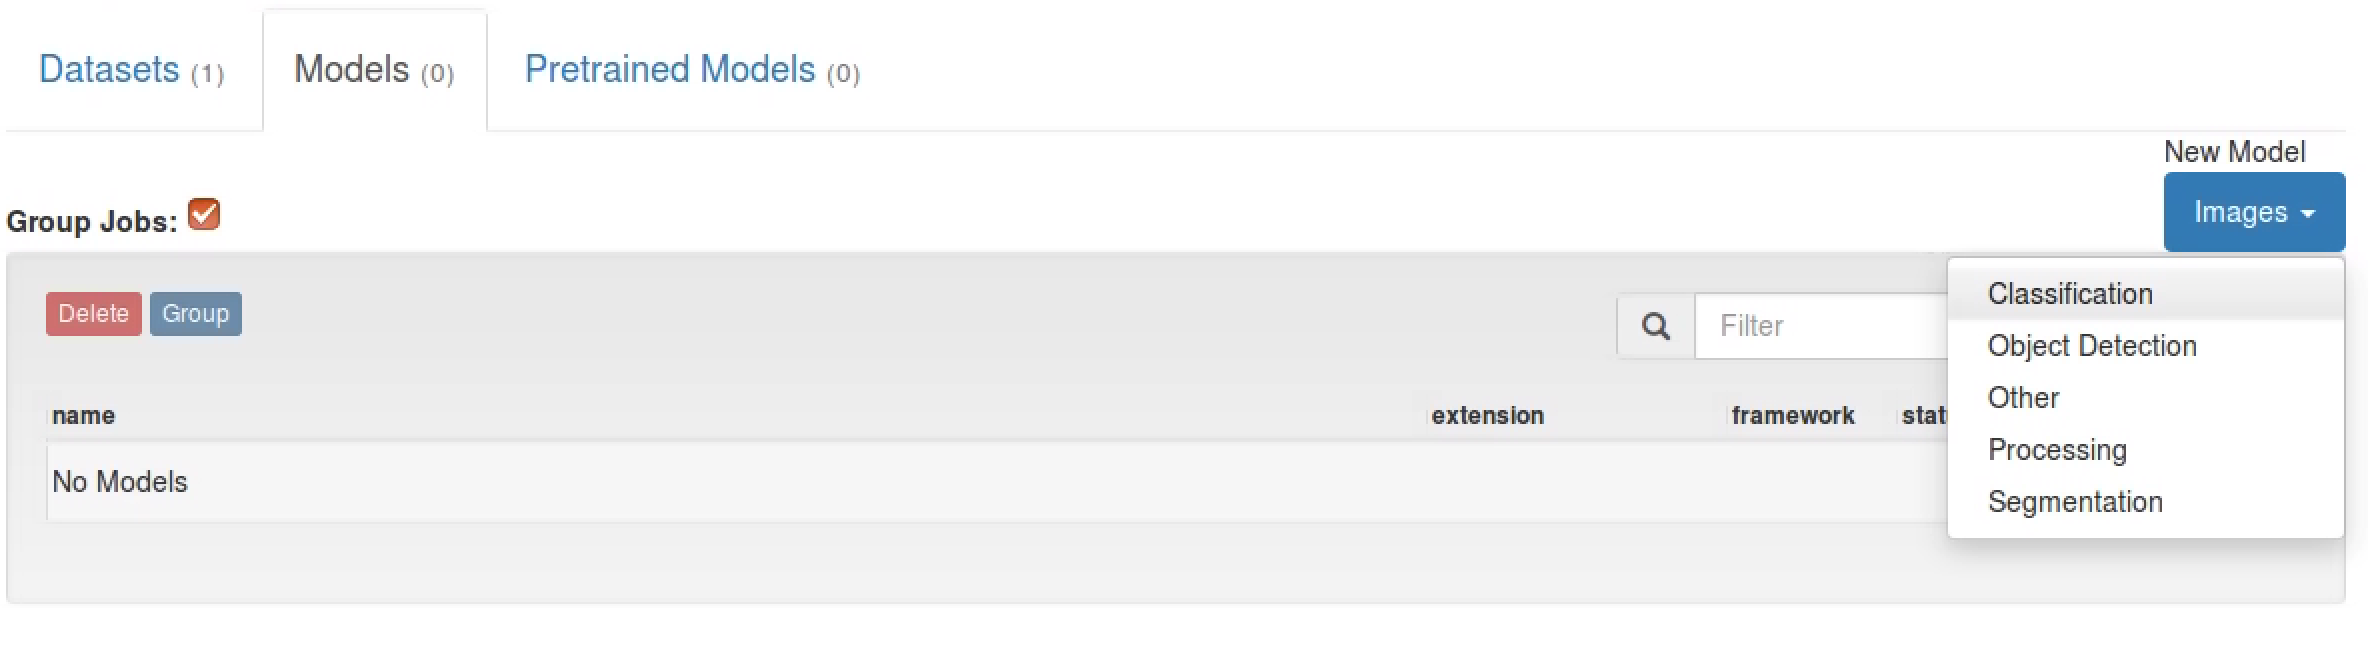 Datasets (1) Models (0) Pretrained Models (0)
New Model
Group Jobs:
Images
Delete Group
Filter
Classification
Object Detection
Other
Processing
Segmentation
name extension framework
No Models